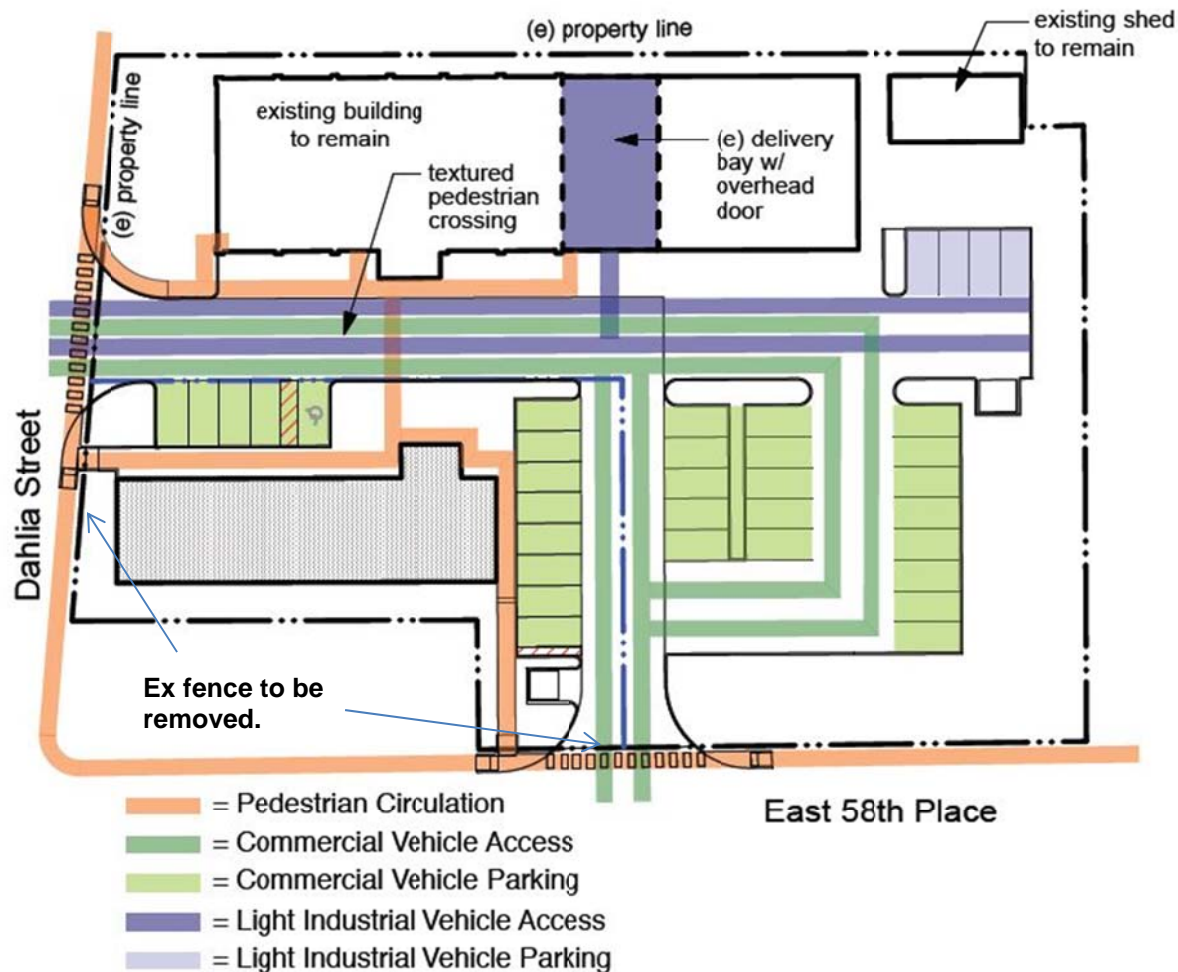 (e) property line
existing shed
to remain
(e) property line
existing building
to remain
(e) delivery
bay w/
overhead
door
textured
pedestrian
crossing
Dahlia Street
Ex fence to be
removed.
East 58th Place
= Pedestrian Circulation
= Commercial Vehicle Access
= Commercial Vehicle Parking
= Light Industrial Vehicle Access
= Light Industrial Vehicle Parking